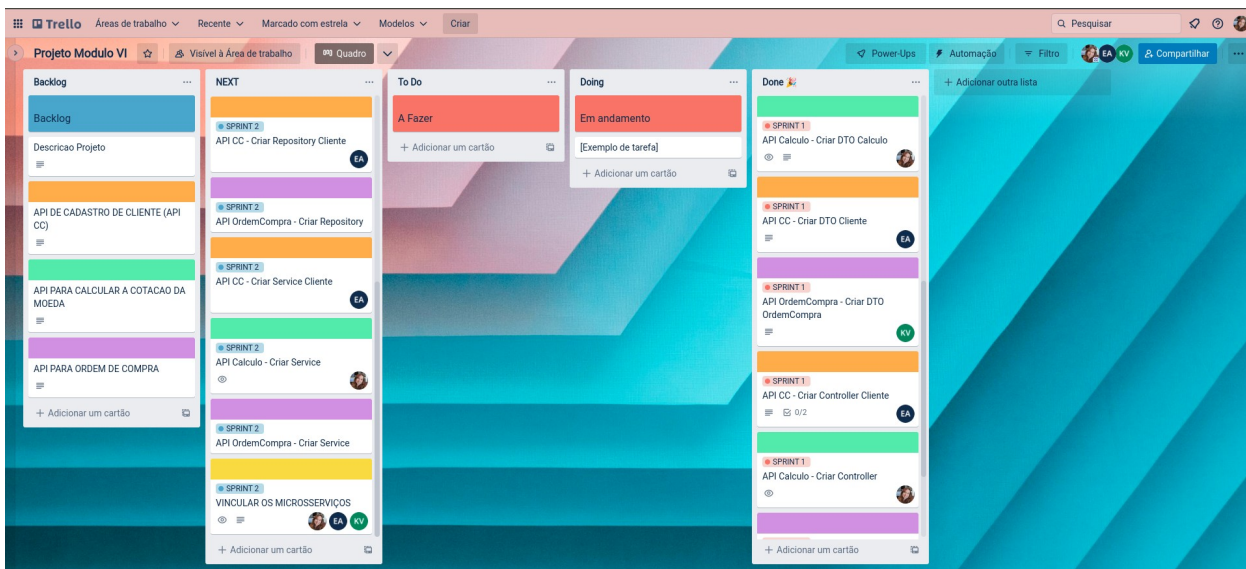 Trello
Áreas de trabalho
Recente
Marcado com estrela
Modelos
Criar
Pesquisar
Projeto Modulo VI
Visível à Área de trabalho
Quadro
Power-Ups
Automação
Filtro
EA
KV
Compartilhar
Backlog
Backlog
Descricao Projeto
API DE CADASTRO DE CLIENTE (API
CC)
API PARA CALCULAR A COTACAO DA
MOEDA
API PARA ORDEM DE COMPRA
+ Adicionar um cartão
NEXT
SPRINT 2
API CC - Criar Repository Cliente
EA
SPRINT 2
API OrdemCompra - Criar Repository
SPRINT 2
API CC - Criar Service Cliente
EA
SPRINT 2
API Calculo - Criar Service
SPRINT 2
API OrdemCompra - Criar Service
SPRINT 2
VINCULAR OS MICROSSERVIÇOS
EA
KV
+ Adicionar um cartão
To Do
A Fazer
+ Adicionar um cartão
Doing
Em andamento
[Exemplo de tarefa]
+ Adicionar um cartão
Done 🎉
SPRINT 1
API Calculo - Criar DTO Calculo
SPRINT 1
API CC - Criar DTO Cliente
EA
SPRINT 1
API OrdemCompra - Criar DTO
OrdemCompra
KV
SPRINT 1
API CC - Criar Controller Cliente
0/2
EA
SPRINT 1
API Calculo - Criar Controller
+ Adicionar um cartão
+ Adicionar outra lista